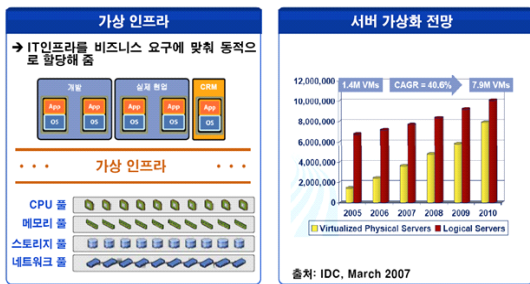 가상 인프라
→ IT인프라를 비즈니스 요구에 맞춰 동적으
로 할당해 줌
개발
실제 현업
CRM
App
App
App
App
App
OS
OS
OS
OS
OS
가상 인프라
CPU 풀
메모리 풀
스토리지 풀
네트워크 풀
서버 가상화 전망
1.4M VMs
CAGR = 40.6%
7.9M VMs
12,000,000
10,000,000
8,000,000
6,000,000
4,000,000
2,000,000
0
2005 2006 2007 2008 2009 2010
Virtualized Physical Servers
Logical Servers
출처: IDC, March 2007